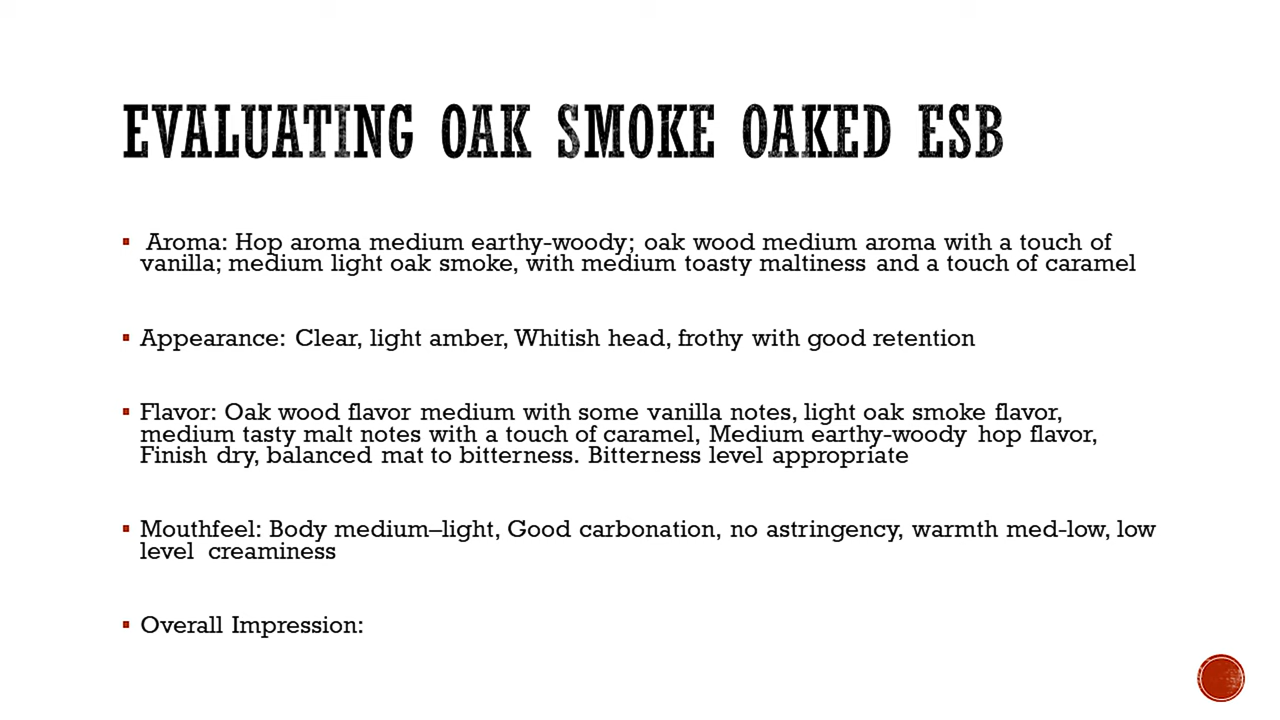 EVALUATING OAK SMOKE OAKED ESB
Aroma: Hop aroma medium earthy-woody; oak wood medium aroma with a touch of
vanilla; medium light oak smoke, with medium toasty maltiness and a touch of caramel
Appearance: Clear, light amber, Whitish head, frothy with good retention
Flavor: Oak wood flavor medium with some vanilla notes, light oak smoke flavor,
medium tasty malt notes with a touch of caramel, Medium earthy-woody hop flavor,
Finish dry, balanced mat to bitterness. Bitterness level appropriate
Mouthfeel: Body medium–light, Good carbonation, no astringency, warmth med-low, low
level creaminess
Overall Impression: